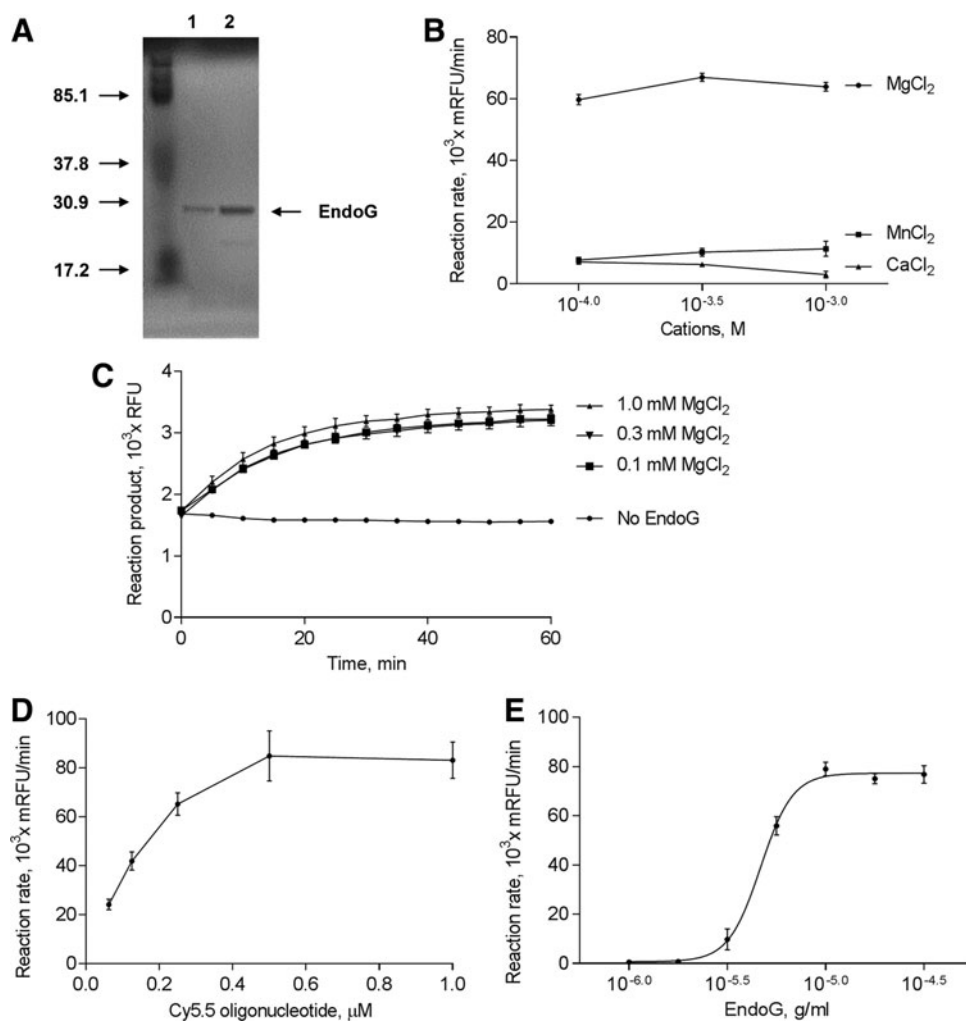 A
1 2
85.1
37.8
30.9
17.2
EndoG
B
Reaction rate, 10³x mRFU/min
80
60
40
20
0
MgCl₂
MnCl₂
CaCl₂
10⁻⁴·⁰ 10⁻³·⁵ 10⁻³·⁰
Cations, M
C
Reaction product, 10³x RFU
4
3
2
1
0
0 20 40 60
Time, min
1.0 mM MgCl₂
0.3 mM MgCl₂
0.1 mM MgCl₂
No EndoG
D
Reaction rate, 10³x mRFU/min
100
80
60
40
20
0
0.0 0.2 0.4 0.6 0.8 1.0
Cy5.5 oligonucleotide, μM
E
Reaction rate, 10³x mRFU/min
100
80
60
40
20
0
10⁻⁶·⁰ 10⁻⁵·⁵ 10⁻⁵·⁰ 10⁻⁴·⁵
EndoG, g/ml